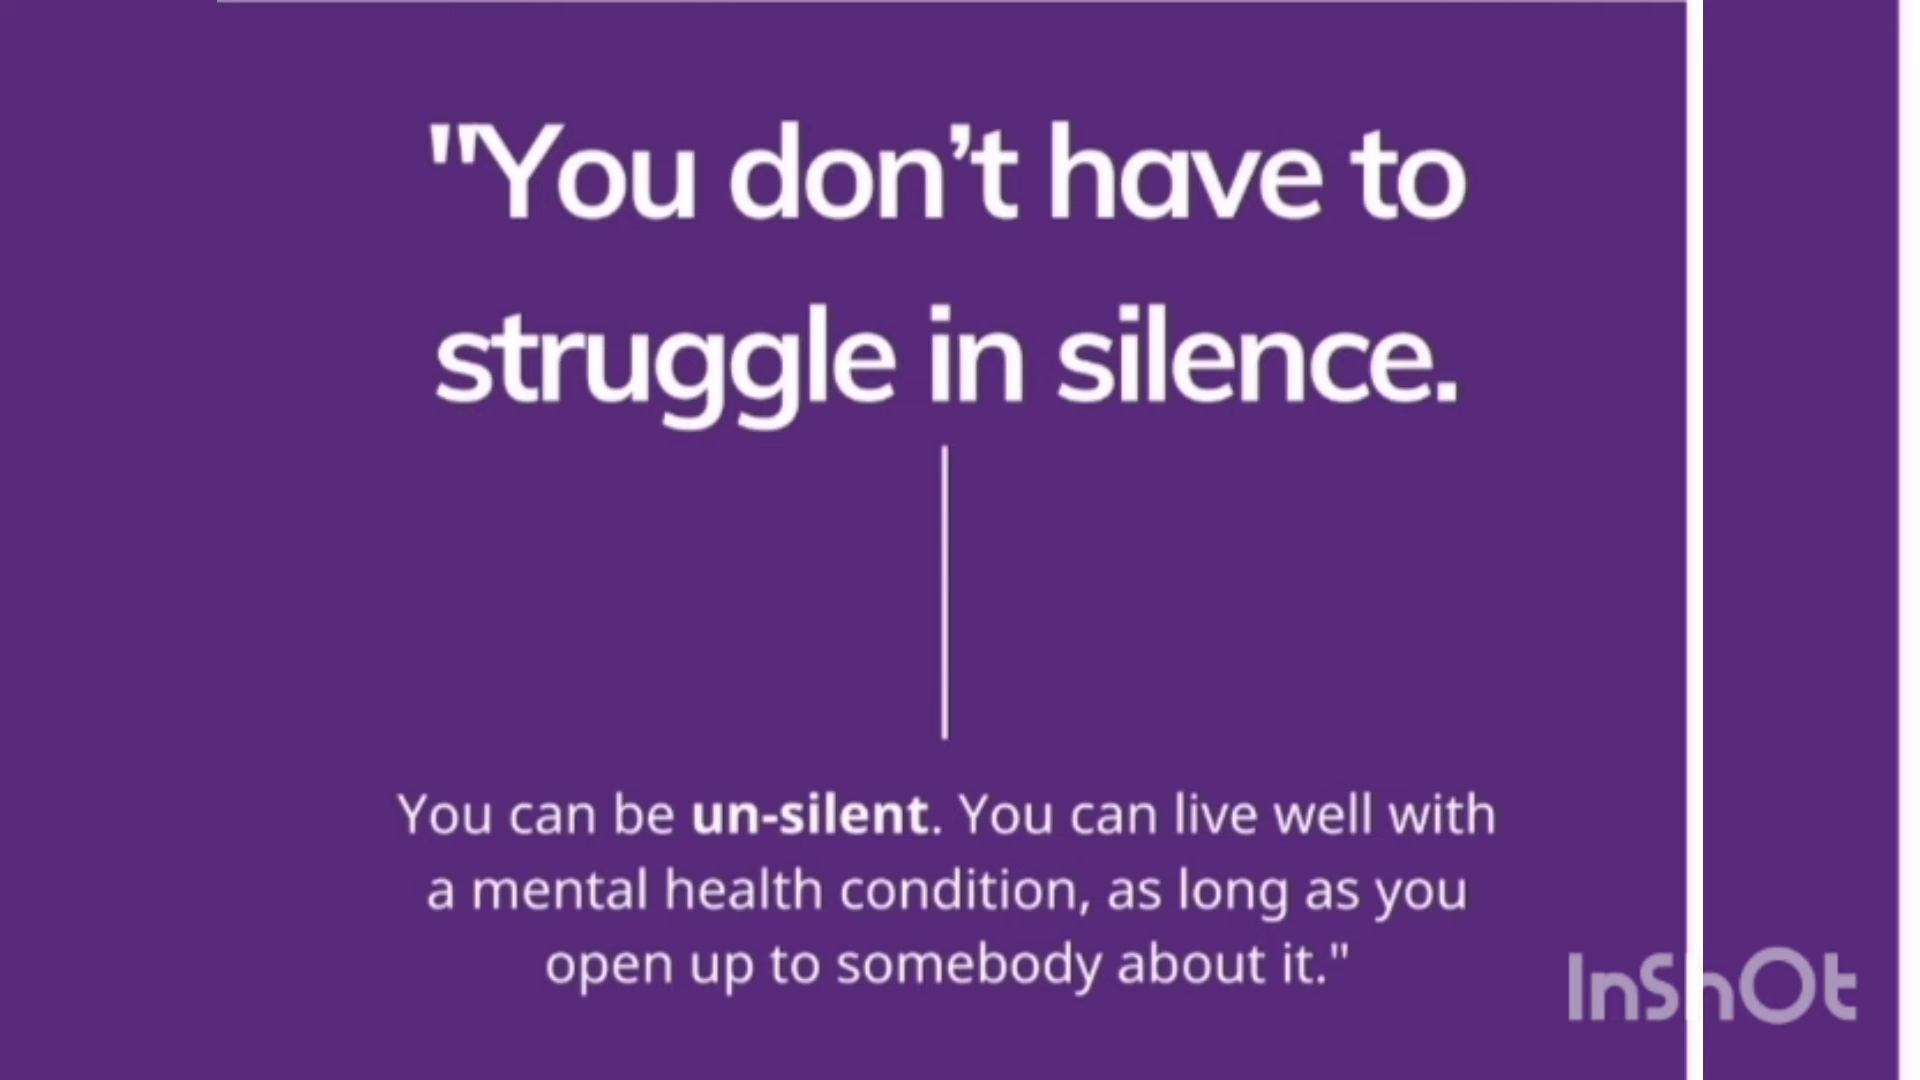 "You don’t have to
struggle in silence.
You can be un-silent. You can live well with
a mental health condition, as long as you
open up to somebody about it."
InShOt